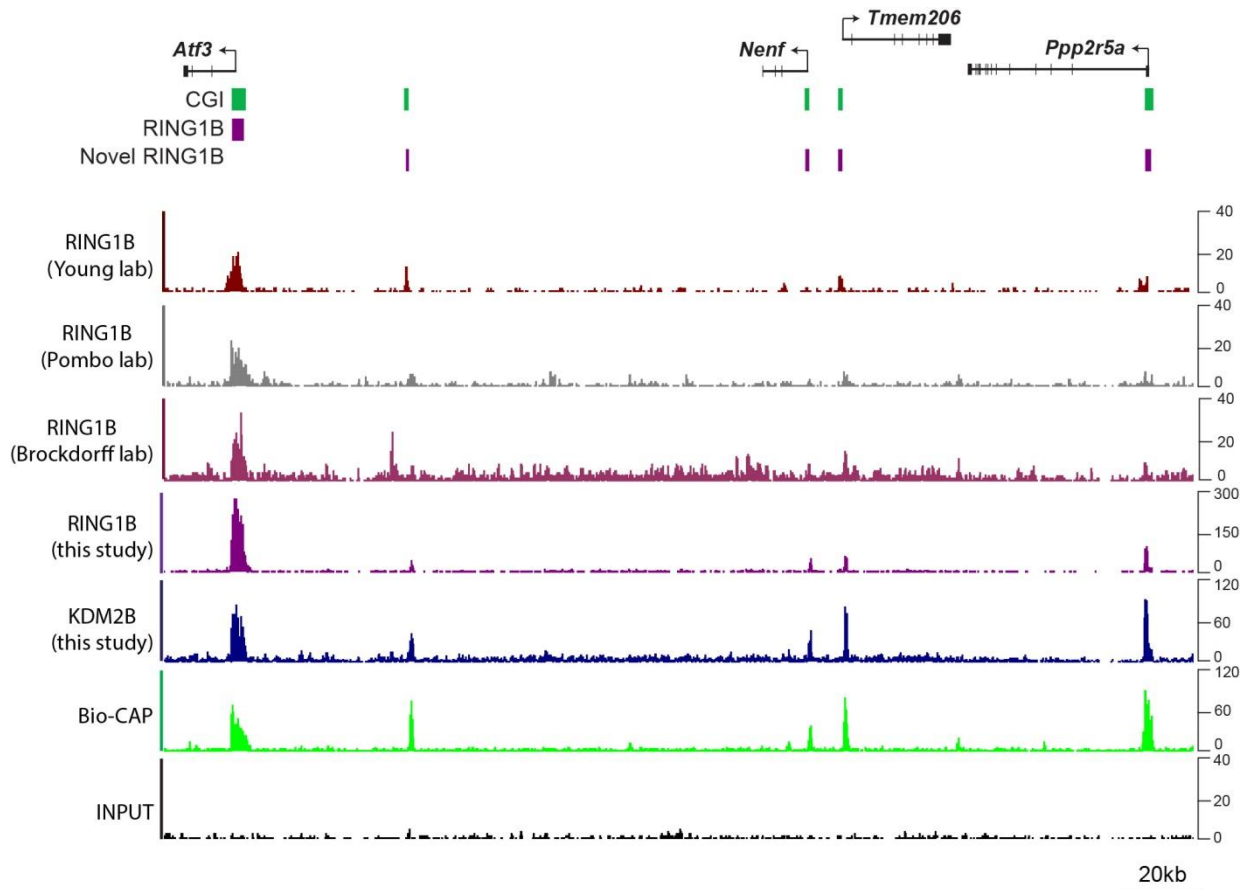 Tmem206
Atf3
Nenf
Ppp2r5a
CGI
RING1B
Novel RING1B
RING1B
(Young lab)
40
20
0
RING1B
(Pombo lab)
40
20
0
RING1B
(Brockdorff lab)
40
20
0
RING1B
(this study)
300
150
0
KDM2B
(this study)
120
60
0
Bio-CAP
120
60
0
INPUT
40
20
0
20kb